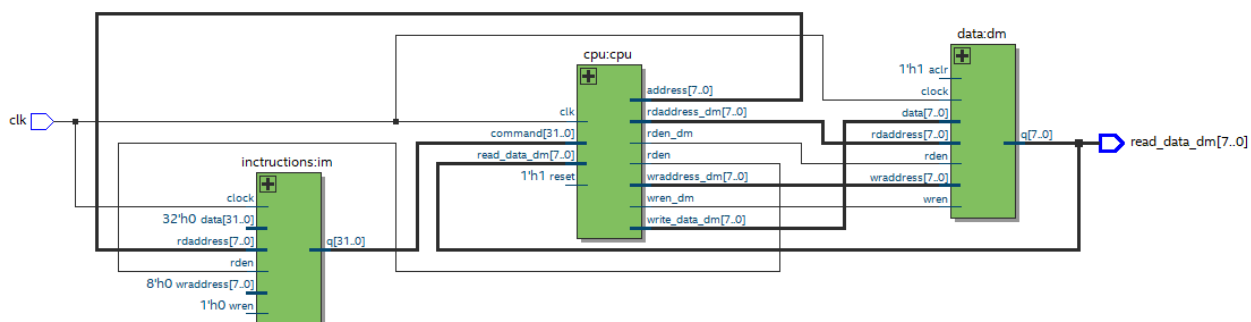 clk
inctructions:im
clock
32'h0 data[31..0]
rdaddress[7..0]
rden
8'h0 wraddress[7..0]
1'h0 wren
q[31..0]
cpu:cpu
clk
command[31..0]
read_data_dm[7..0]
1'h1 reset
address[7..0]
rdaddress_dm[7..0]
rden_dm
rden
wraddress_dm[7..0]
wren_dm
write_data_dm[7..0]
data:dm
1'h1 aclr
clock
data[7..0]
rdaddress[7..0]
rden
wraddress[7..0]
wren
q[7..0]
read_data_dm[7..0]